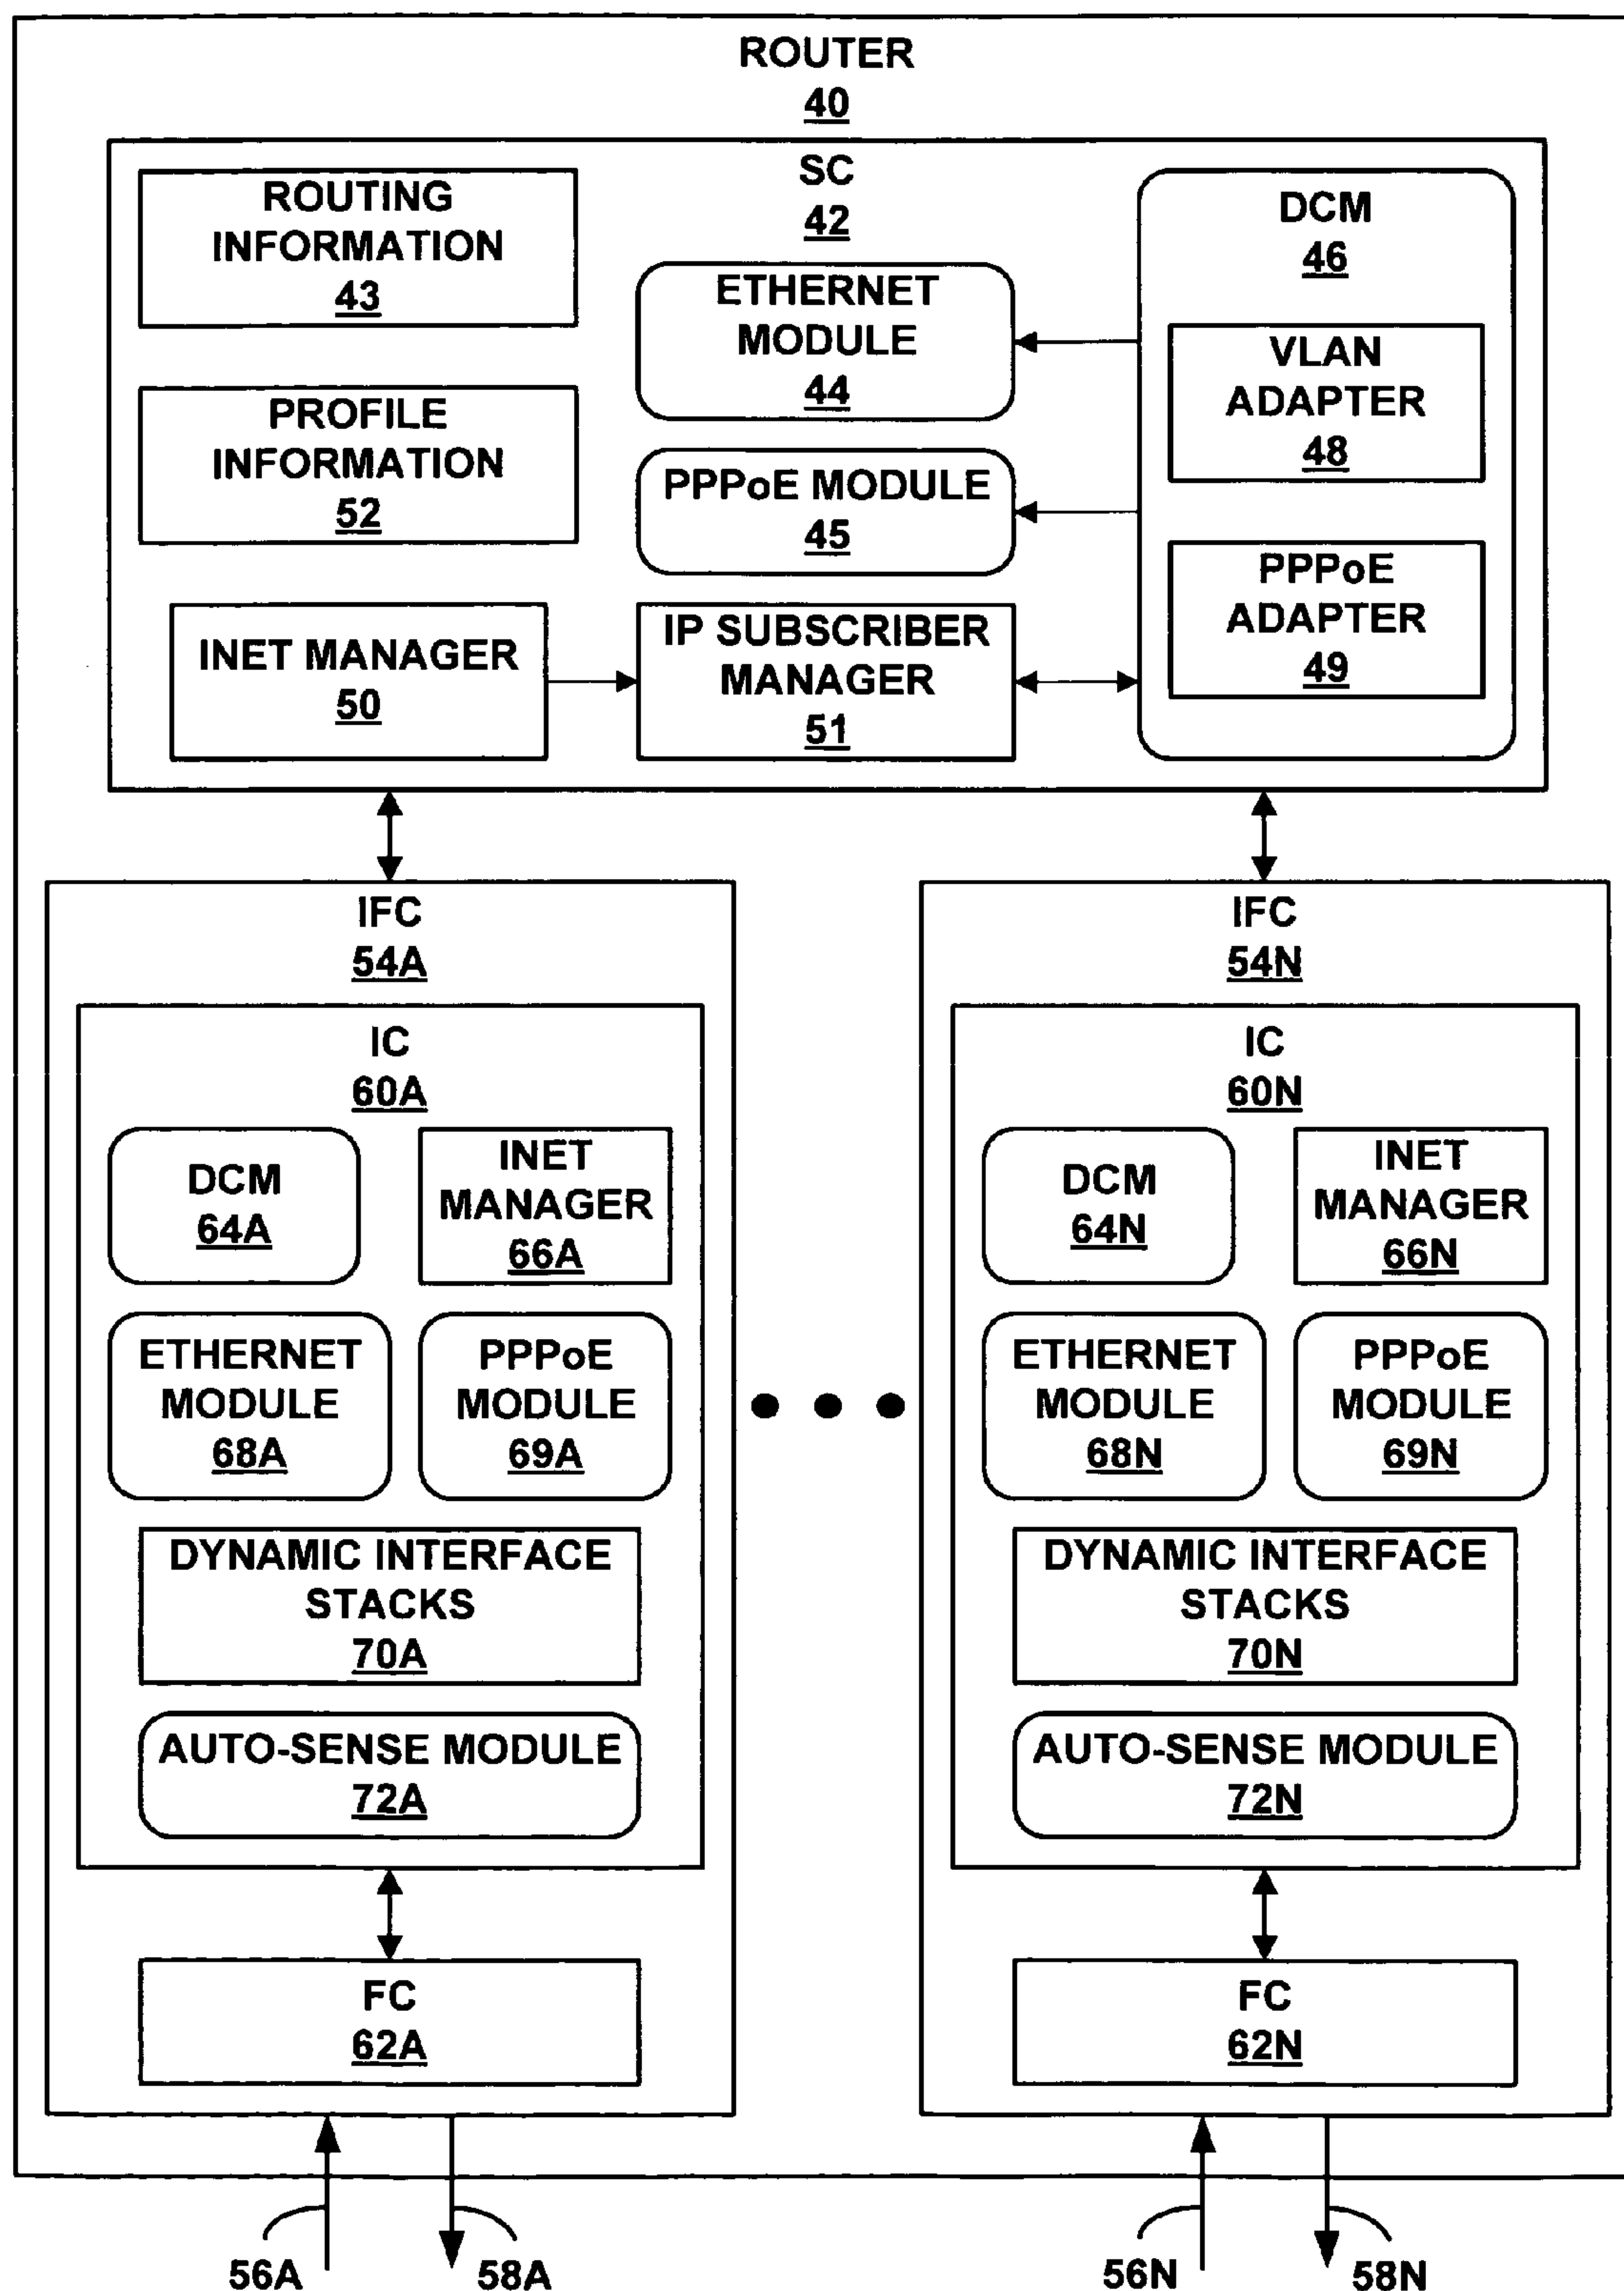 ROUTER
40
SC
42
ROUTING
INFORMATION
43
ETHERNET
MODULE
44
DCM
46
VLAN
ADAPTER
48
PROFILE
INFORMATION
52
PPPoE MODULE
45
PPPoE
ADAPTER
49
INET MANAGER
50
IP SUBSCRIBER
MANAGER
51
IFC
54A
IC
60A
DCM
64A
INET
MANAGER
66A
ETHERNET
MODULE
68A
PPPoE
MODULE
69A
DYNAMIC INTERFACE
STACKS
70A
AUTO-SENSE MODULE
72A
FC
62A
56A
58A
IFC
54N
IC
60N
DCM
64N
INET
MANAGER
66N
ETHERNET
MODULE
68N
PPPoE
MODULE
69N
DYNAMIC INTERFACE
STACKS
70N
AUTO-SENSE MODULE
72N
FC
62N
56N
58N